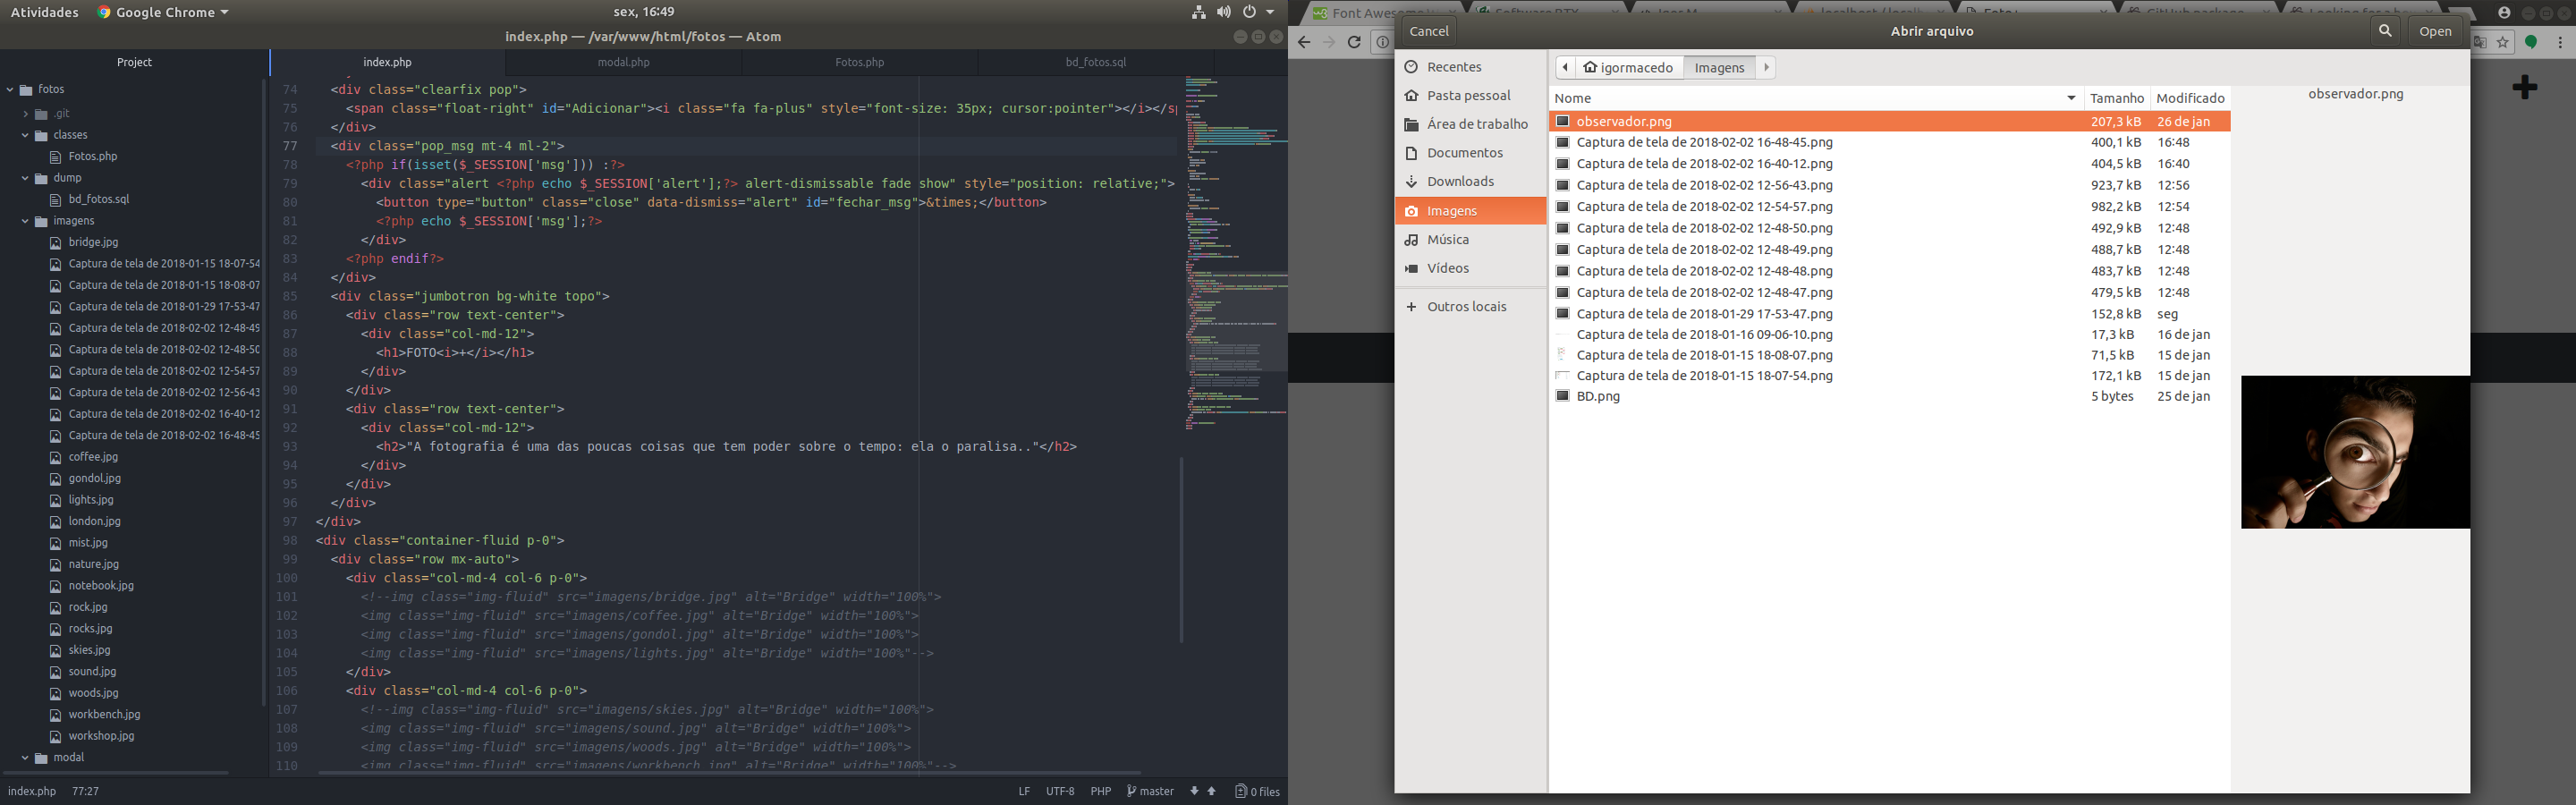 Atividades
Google Chrome
sex, 16:49
index.php — /var/www/html/fotos — Atom
Project
fotos
.git
classes
Fotos.php
dump
bd_fotos.sql
imagens
bridge.jpg
Captura de tela de 2018-01-15 18-07-54
Captura de tela de 2018-01-15 18-08-07
Captura de tela de 2018-01-29 17-53-47
Captura de tela de 2018-02-02 12-48-49
Captura de tela de 2018-02-02 12-48-50
Captura de tela de 2018-02-02 12-54-57
Captura de tela de 2018-02-02 12-56-43
Captura de tela de 2018-02-02 16-40-12
Captura de tela de 2018-02-02 16-48-45
coffee.jpg
gondol.jpg
lights.jpg
london.jpg
mist.jpg
nature.jpg
notebook.jpg
rock.jpg
rocks.jpg
skies.jpg
sound.jpg
woods.jpg
workbench.jpg
workshop.jpg
modal
index.php modal.php Fotos.php bd_fotos.sql
74 <div class="clearfix pop">
75 <span class="float-right" id="Adicionar"><i class="fa fa-plus" style="font-size: 35px; cursor:pointer"></i></sp
76 </div>
77 <div class="pop_msg mt-4 ml-2">
78 <?php if(isset($_SESSION['msg'])) :?>
79 <div class="alert <?php echo $_SESSION['alert'];?> alert-dismissable fade show" style="position: relative;">
80 <button type="button" class="close" data-dismiss="alert" id="fechar_msg">&times;</button>
81 <?php echo $_SESSION['msg'];?>
82 </div>
83 <?php endif?>
84 </div>
85 <div class="jumbotron bg-white topo">
86 <div class="row text-center">
87 <div class="col-md-12">
88 <h1>FOTO<i>+</i></h1>
89 </div>
90 </div>
91 <div class="row text-center">
92 <div class="col-md-12">
93 <h2>"A fotografia é uma das poucas coisas que tem poder sobre o tempo: ela o paralisa.."</h2>
94 </div>
95 </div>
96 </div>
97 </div>
98 <div class="container-fluid p-0">
99 <div class="row mx-auto">
100 <div class="col-md-4 col-6 p-0">
101 <!--img class="img-fluid" src="imagens/bridge.jpg" alt="Bridge" width="100%">
102 <img class="img-fluid" src="imagens/coffee.jpg" alt="Bridge" width="100%">
103 <img class="img-fluid" src="imagens/gondol.jpg" alt="Bridge" width="100%">
104 <img class="img-fluid" src="imagens/lights.jpg" alt="Bridge" width="100%"-->
105 </div>
106 <div class="col-md-4 col-6 p-0">
107 <!--img class="img-fluid" src="imagens/skies.jpg" alt="Bridge" width="100%">
108 <img class="img-fluid" src="imagens/sound.jpg" alt="Bridge" width="100%">
109 <img class="img-fluid" src="imagens/woods.jpg" alt="Bridge" width="100%">
110 <img class="img-fluid" src="imagens/workbench.jpg" alt="Bridge" width="100%"-->
index.php 77:27
LF UTF-8 PHP master 0 files
Font Awesome
Cancel
Abrir arquivo
Open
Recentes
Pasta pessoal
Área de trabalho
Documentos
Downloads
Imagens
Música
Vídeos
Outros locais
igormacedo Imagens
Nome Tamanho Modificado
observador.png 207,3 kB 26 de jan
Captura de tela de 2018-02-02 16-48-45.png 400,1 kB 16:48
Captura de tela de 2018-02-02 16-40-12.png 404,5 kB 16:40
Captura de tela de 2018-02-02 12-56-43.png 923,7 kB 12:56
Captura de tela de 2018-02-02 12-54-57.png 982,2 kB 12:54
Captura de tela de 2018-02-02 12-48-50.png 492,9 kB 12:48
Captura de tela de 2018-02-02 12-48-49.png 488,7 kB 12:48
Captura de tela de 2018-02-02 12-48-48.png 483,7 kB 12:48
Captura de tela de 2018-02-02 12-48-47.png 479,5 kB 12:48
Captura de tela de 2018-01-29 17-53-47.png 152,8 kB seg
Captura de tela de 2018-01-16 09-06-10.png 17,3 kB 16 de jan
Captura de tela de 2018-01-15 18-08-07.png 71,5 kB 15 de jan
Captura de tela de 2018-01-15 18-07-54.png 172,1 kB 15 de jan
BD.png 5 bytes 25 de jan
observador.png